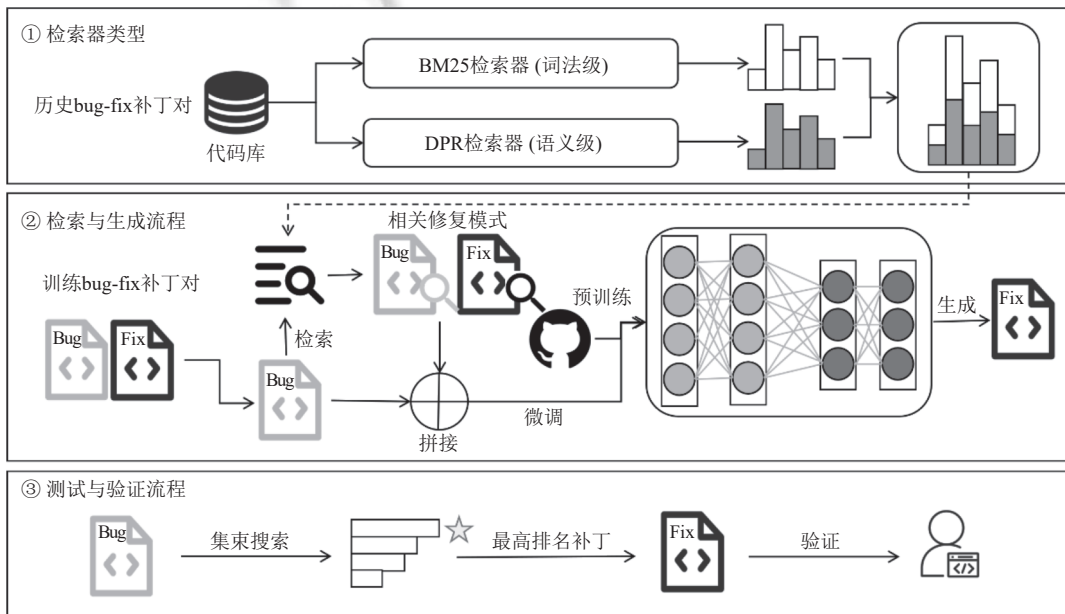 ① 检索器类型
历史bug-fix补丁对
代码库
BM25检索器 (词法级)
DPR检索器 (语义级)
② 检索与生成流程
训练bug-fix补丁对
Bug
Fix
检索
Bug
相关修复模式
Bug
Fix
拼接
预训练
微调
生成
Fix
③ 测试与验证流程
Bug
集束搜索
最高排名补丁
Fix
验证